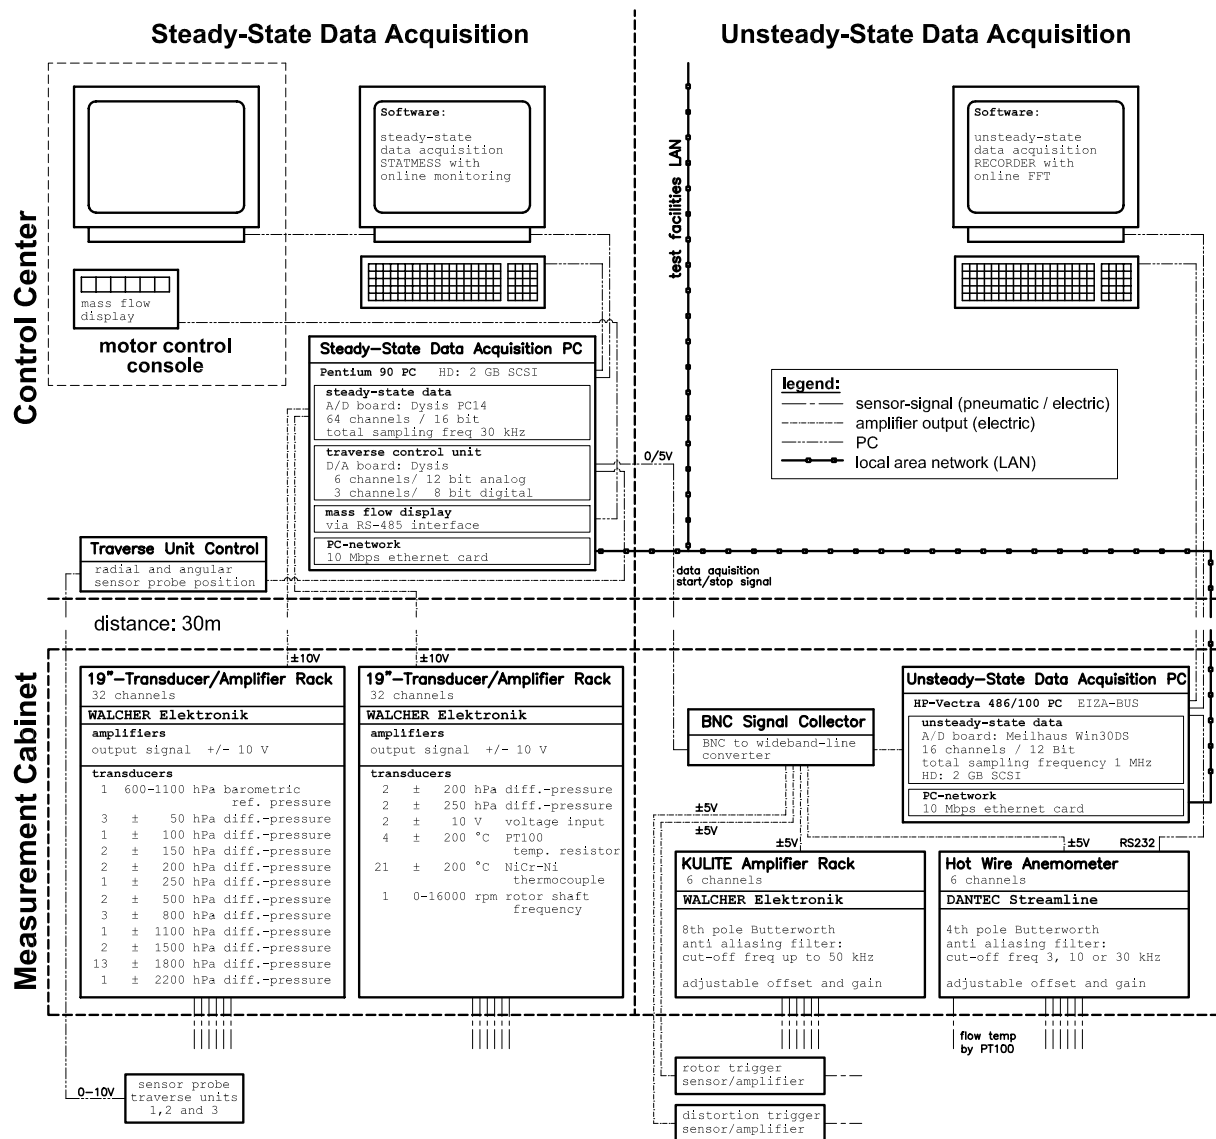 Steady-State Data Acquisition
Unsteady-State Data Acquisition
Control Center
Software:
steady-state
data acquisition
STATMESS with
online monitoring
test facilities LAN
Software:
unsteady-state
data acquisition
RECORDER with
online FFT
mass flow
display
motor control
console
Steady-State Data Acquisition PC
Pentium 90 PC HD: 2 GB SCSI
steady-state data
A/D board: Dysis PC14
64 channels / 16 bit
total sampling freq 30 kHz
traverse control unit
D/A board: Dysis
6 channels/ 12 bit analog
3 channels/ 8 bit digital
mass flow display
via RS-485 interface
PC-network
10 Mbps ethernet card
0/5V
legend:
sensor-signal (pneumatic / electric)
amplifier output (electric)
PC
local area network (LAN)
Traverse Unit Control
radial and angular
sensor probe position
data aquisition
start/stop signal
distance: 30m
Measurement Cabinet
±10V
19"-Transducer/Amplifier Rack
32 channels
WALCHER Elektronik
amplifiers
output signal +/- 10 V
transducers
1 600-1100 hPa barometric
ref. pressure
3 ± 50 hPa diff.-pressure
1 ± 100 hPa diff.-pressure
2 ± 150 hPa diff.-pressure
2 ± 200 hPa diff.-pressure
1 ± 250 hPa diff.-pressure
2 ± 500 hPa diff.-pressure
3 ± 800 hPa diff.-pressure
1 ± 1100 hPa diff.-pressure
2 ± 1500 hPa diff.-pressure
13 ± 1800 hPa diff.-pressure
1 ± 2200 hPa diff.-pressure
±10V
19"-Transducer/Amplifier Rack
32 channels
WALCHER Elektronik
amplifiers
output signal +/- 10 V
transducers
2 ± 200 hPa diff.-pressure
2 ± 250 hPa diff.-pressure
2 ± 10 V voltage input
4 ± 200 °C PT100
temp. resistor
21 ± 200 °C NiCr-Ni
thermocouple
1 0-16000 rpm rotor shaft
frequency
BNC Signal Collector
BNC to wideband-line
converter
Unsteady-State Data Acquisition PC
HP-Vectra 486/100 PC EIZA-BUS
unsteady-state data
A/D board: Meilhaus Win30DS
16 channels / 12 Bit
total sampling frequency 1 MHz
HD: 2 GB SCSI
PC-network
10 Mbps ethernet card
±5V
±5V
±5V
±5V
RS232
KULITE Amplifier Rack
6 channels
WALCHER Elektronik
8th pole Butterworth
anti aliasing filter:
cut-off freq up to 50 kHz
adjustable offset and gain
Hot Wire Anemometer
6 channels
DANTEC Streamline
4th pole Butterworth
anti aliasing filter:
cut-off freq 3, 10 or 30 kHz
adjustable offset and gain
flow temp
by PT100
0-10V
sensor probe
traverse units
1,2 and 3
rotor trigger
sensor/amplifier
distortion trigger
sensor/amplifier